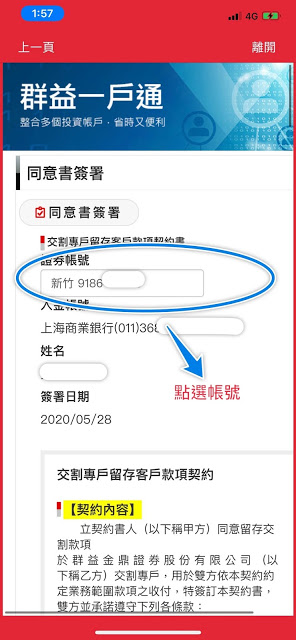 1:57
4G
上一頁
離開
群益一戶通
整合多個投資帳戶，省時又便利
同意書簽署
同意書簽署
交割專戶留存客戶款項契約書
證券帳號
新竹 9186
入金帳號
上海商業銀行(011)368
姓名
點選帳號
簽署日期
2020/05/28
交割專戶留存客戶款項契約
【契約內容】
立契約書人（以下稱甲方）同意留存交
割款項
於群益金鼎證券股份有限公司（以
下稱乙方）交割專戶，用於雙方依本契約約
定業務範圍款項之收付，特簽訂本契約書，
雙方並承諾遵守下列各條款：